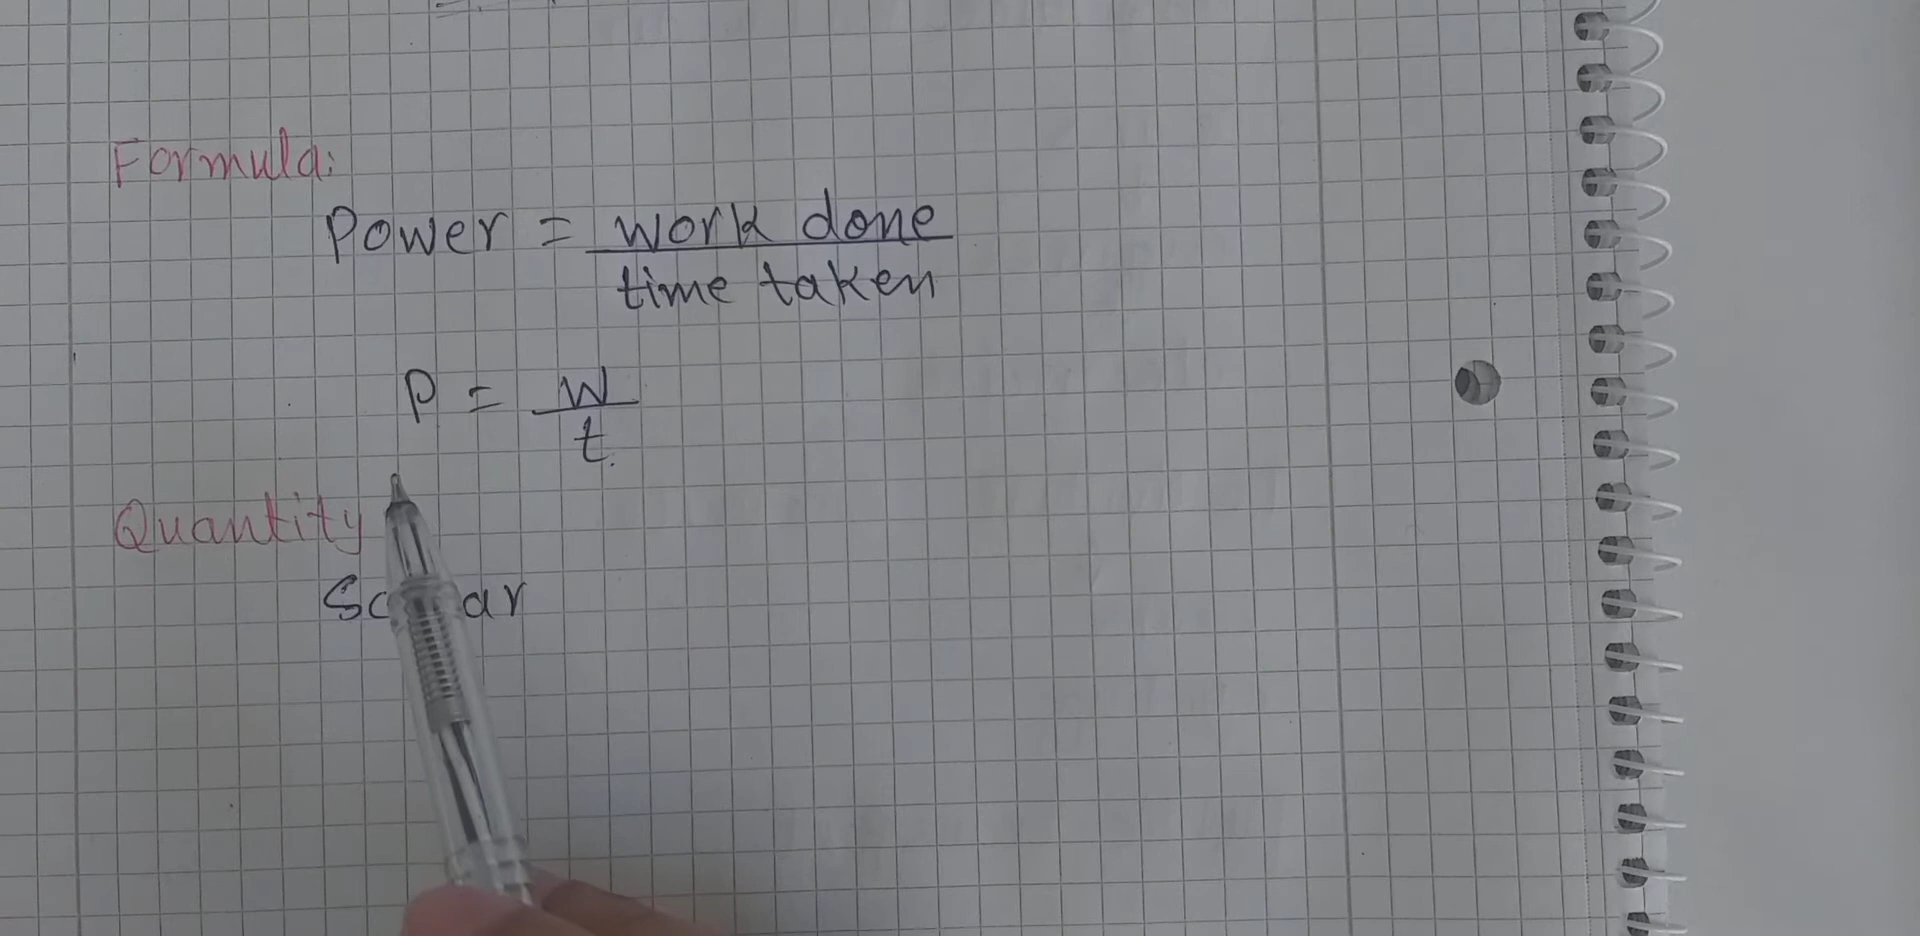 Formula:
Power = work done
time taken
P = W
t.
Quantity